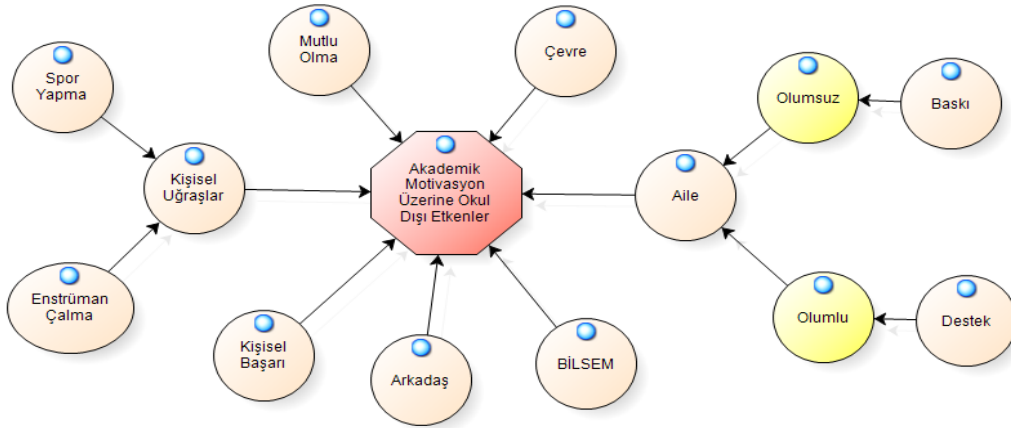 Mutlu
Olma
Çevre
Spor
Yapma
Olumsuz
Baskı
Kişisel
Uğraşlar
Akademik
Motivasyon
Üzerine Okul
Dışı Etkenler
Aile
Enstrüman
Çalma
Olumlu
Destek
Kişisel
Başarı
Arkadaş
BİLSEM